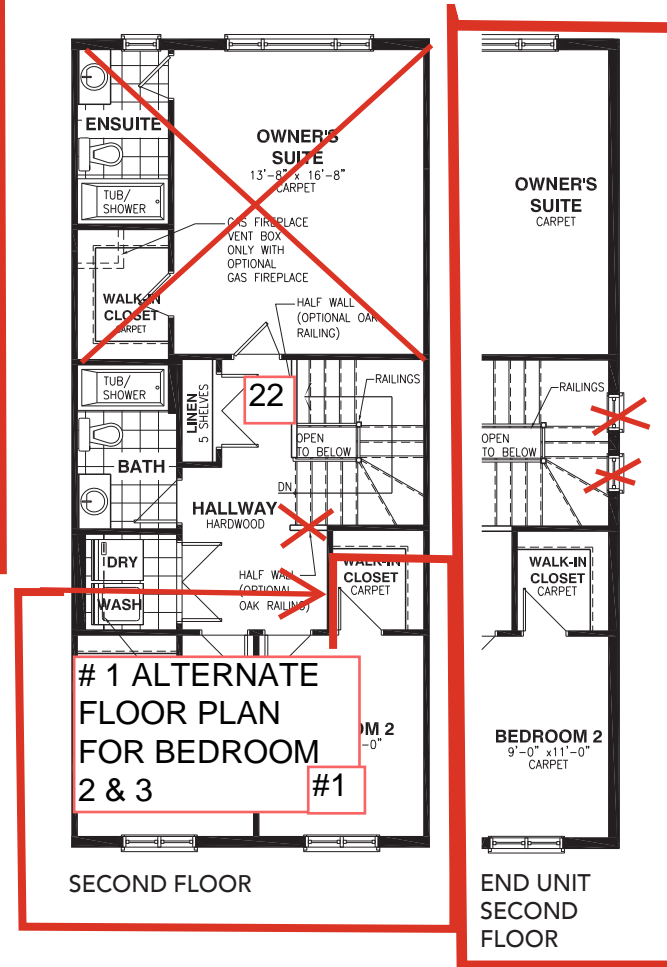 ENSUITE
OWNER'S
SUITE
13'-8" x 16'-8"
CARPET
TUB/
SHOWER
GAS FIREPLACE
VENT BOX
ONLY WITH
OPTIONAL
GAS FIREPLACE
WALK-IN
CLOSET
CARPET
HALF WALL
(OPTIONAL OAK
RAILING)
TUB/
SHOWER
LINEN
5 SHELVES
22
RAILINGS
OPEN
TO BELOW
BATH
DN
HALLWAY
HARDWOOD
DRY
WASH
HALF WALL
(OPTIONAL
OAK RAILING)
WALK-IN
CLOSET
CARPET
# 1 ALTERNATE
FLOOR PLAN
FOR BEDROOM
2 & 3
#1
2
-0"
SECOND FLOOR
OWNER'S
SUITE
CARPET
RAILINGS
OPEN
TO BELOW
WALK-IN
CLOSET
CARPET
BEDROOM 2
9'-0" x11'-0"
CARPET
END UNIT
SECOND
FLOOR